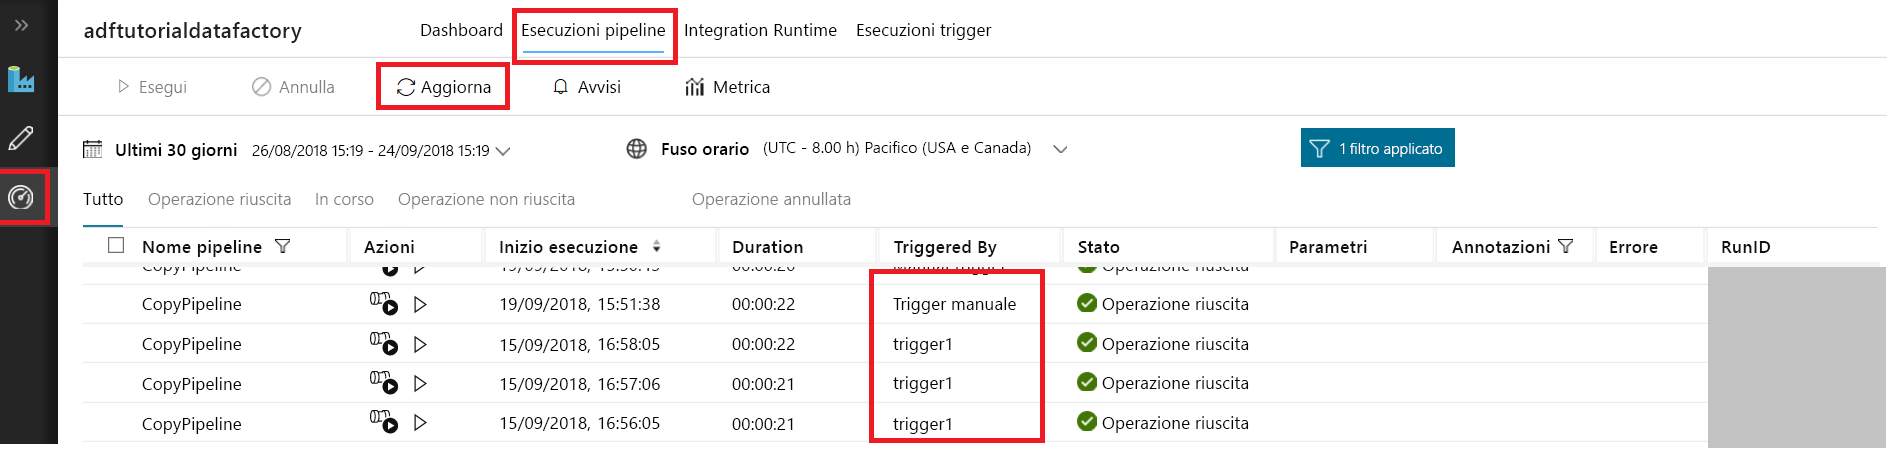 adftutorialdatafactory Dashboard Esecuzioni pipeline Integration Runtime Esecuzioni trigger
Esegui Annulla Aggiorna Avvisi Metrica
Ultimi 30 giorni 26/08/2018 15:19 - 24/09/2018 15:19 Fuso orario (UTC - 8.00 h) Pacifico (USA e Canada) 1 filtro applicato
Tutto Operazione riuscita In corso Operazione non riuscita Operazione annullata
Nome pipeline Azioni Inizio esecuzione Duration Triggered By Stato Parametri Annotazioni Errore RunID
CopyPipeline Operazione riuscita
CopyPipeline 19/09/2018, 15:51:38 00:00:22 Trigger manuale Operazione riuscita
CopyPipeline 15/09/2018, 16:58:05 00:00:22 trigger1 Operazione riuscita
CopyPipeline 15/09/2018, 16:57:06 00:00:21 trigger1 Operazione riuscita
CopyPipeline 15/09/2018, 16:56:05 00:00:21 trigger1 Operazione riuscita